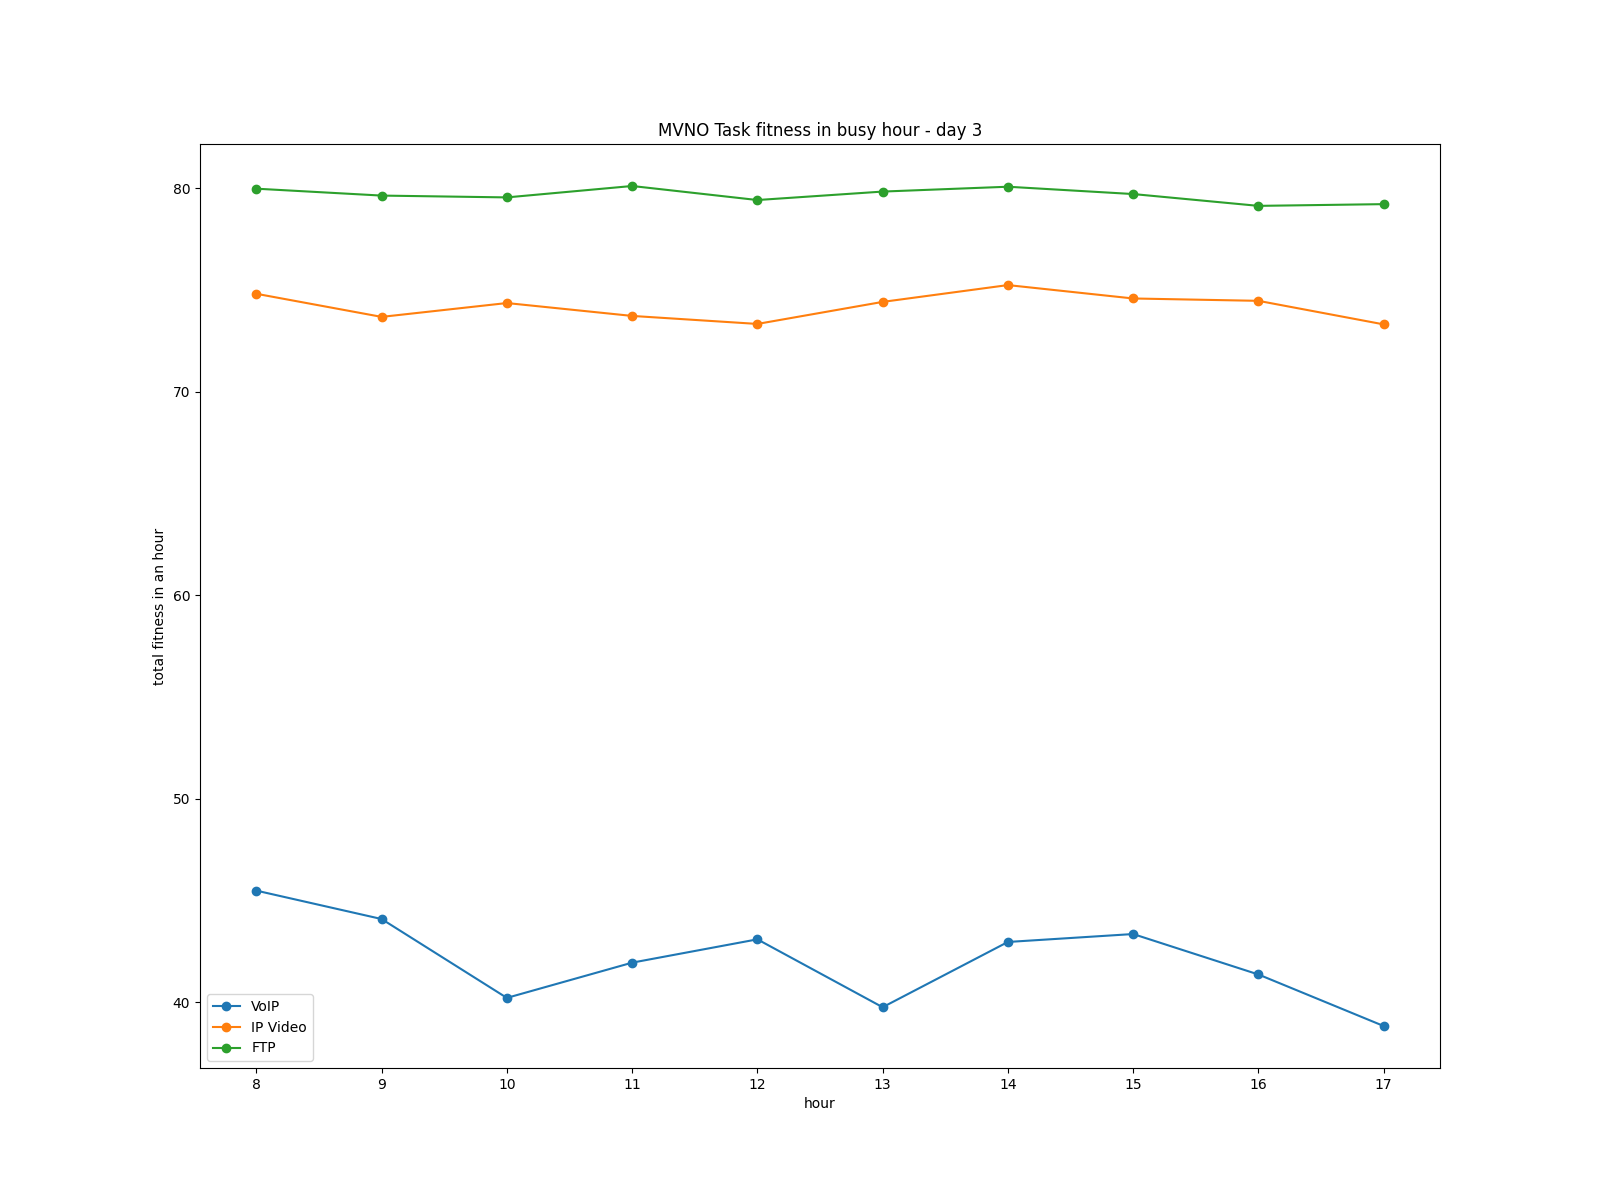 MVNO Task fitness in busy hour - day 3
total fitness in an hour
80
70
60
50
40
VoIP
IP Video
FTP
8 9 10 11 12 13 14 15 16 17
hour